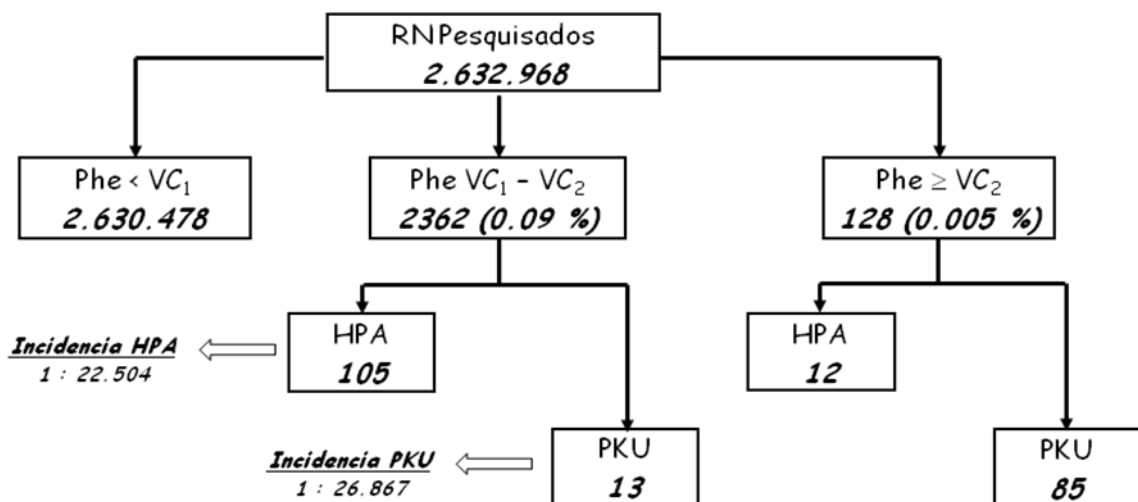 RNPesquisados
2.632.968
Phe < VC₁
2.630.478
Phe VC₁ – VC₂
2362 (0.09 %)
Phe ≥ VC₂
128 (0.005 %)
HPA
105
HPA
12
Incidencia HPA
1 : 22.504
PKU
13
PKU
85
Incidencia PKU
1 : 26.867